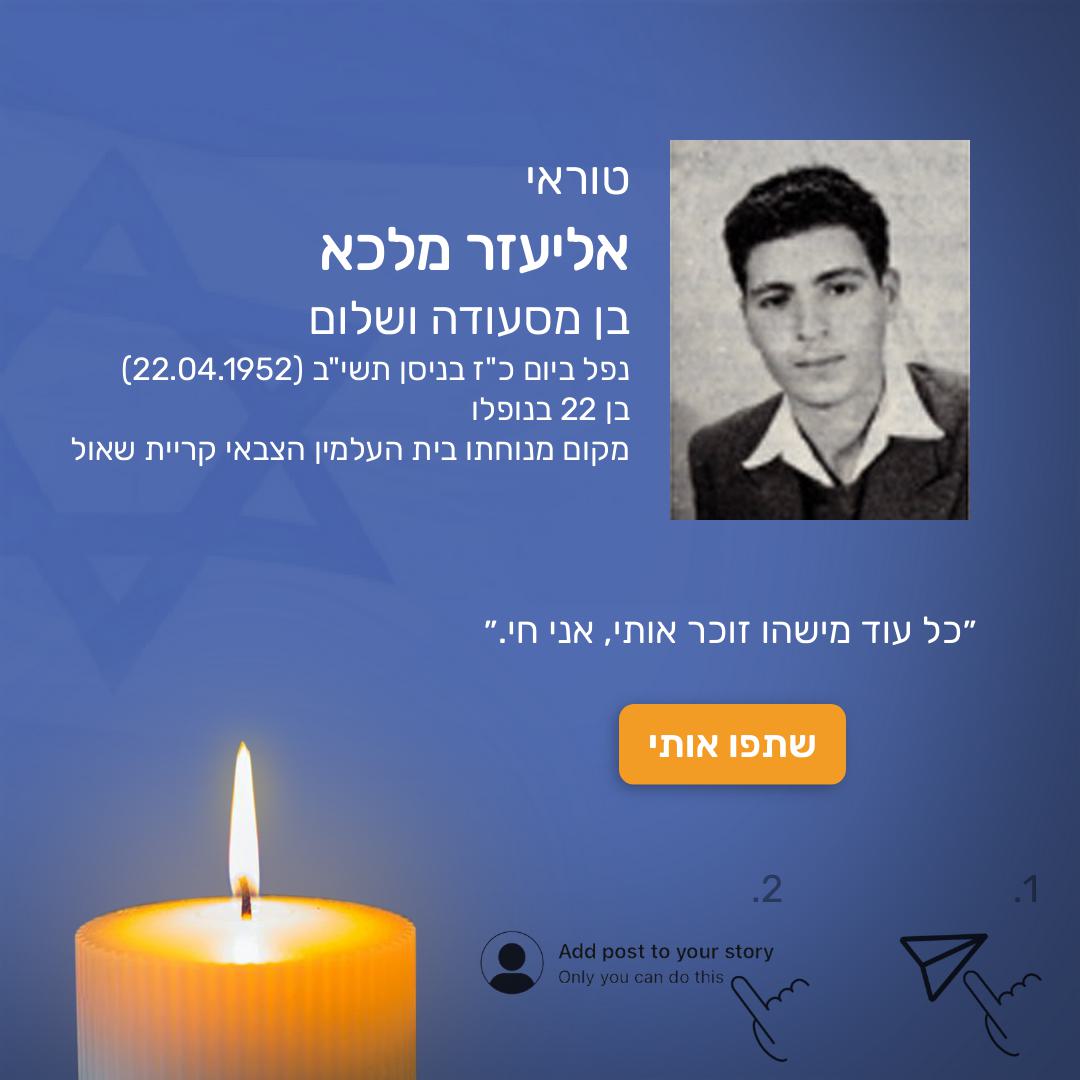 טוראי
אליעזר מלכא
בן מסעודה ושלום
נפל ביום כ"ז בניסן תשי"ב (22.04.1952)
בן 22 בנופלו
מקום מנוחתו בית העלמין הצבאי קריית שאול
״כל עוד מישהו זוכר אותי, אני חי.״
שתפו אותי
1.
2.
Add post to your story
Only you can do this